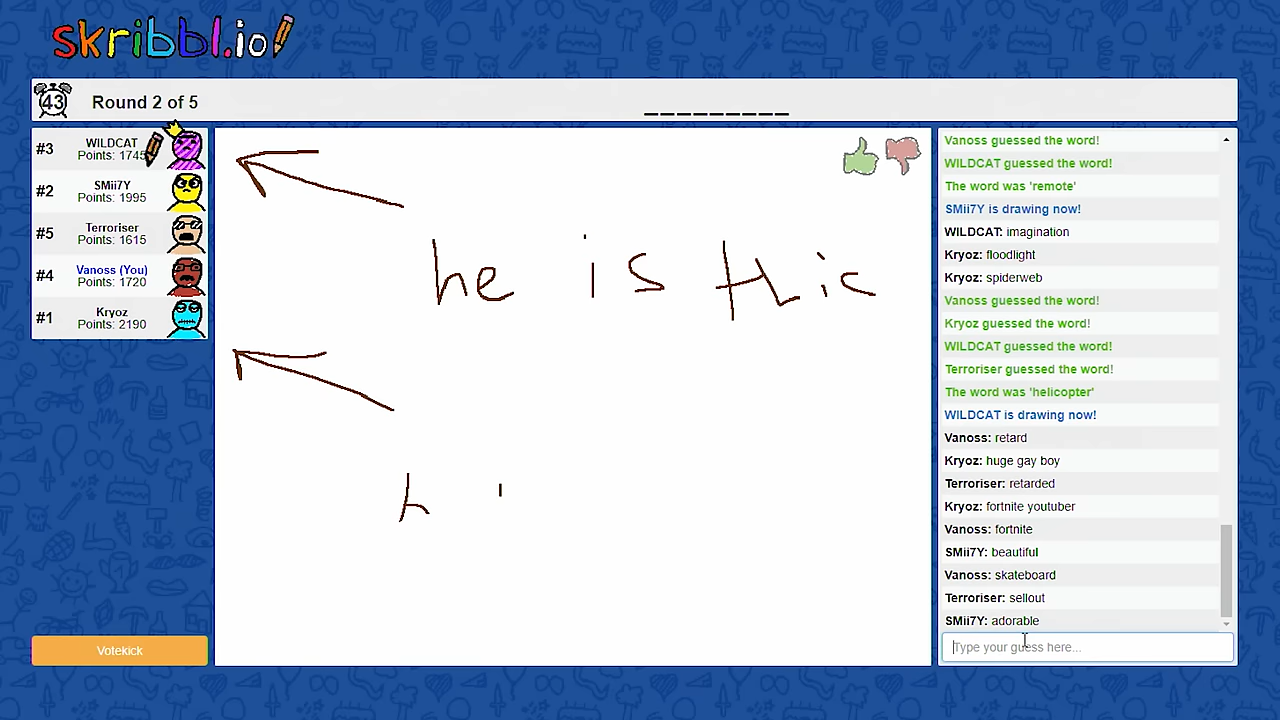 skribbl.io
43
Round 2 of 5
_________
#3 WILDCAT
Points: 1745
#2 SMii7Y
Points: 1995
#5 Terroriser
Points: 1615
#4 Vanoss (You)
Points: 1720
#1 Kryoz
Points: 2190
Votekick
he is thic
h
Vanoss guessed the word!
WILDCAT guessed the word!
The word was 'remote'
SMii7Y is drawing now!
WILDCAT: imagination
Kryoz: floodlight
Kryoz: spiderweb
Vanoss guessed the word!
Kryoz guessed the word!
WILDCAT guessed the word!
Terroriser guessed the word!
The word was 'helicopter'
WILDCAT is drawing now!
Vanoss: retard
Kryoz: huge gay boy
Terroriser: retarded
Kryoz: fortnite youtuber
Vanoss: fortnite
SMii7Y: beautiful
Vanoss: skateboard
Terroriser: sellout
SMii7Y: adorable
Type your guess here...